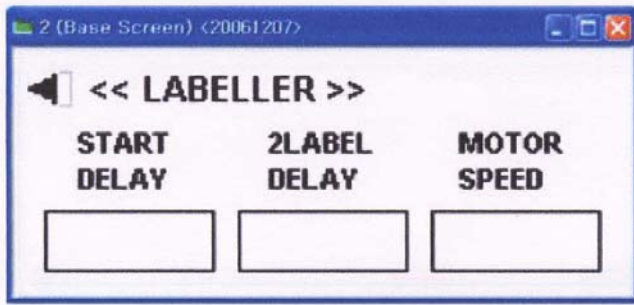 2 (Base Screen) <20061207>
<< LABELLER >>
START 2LABEL MOTOR
DELAY DELAY SPEED